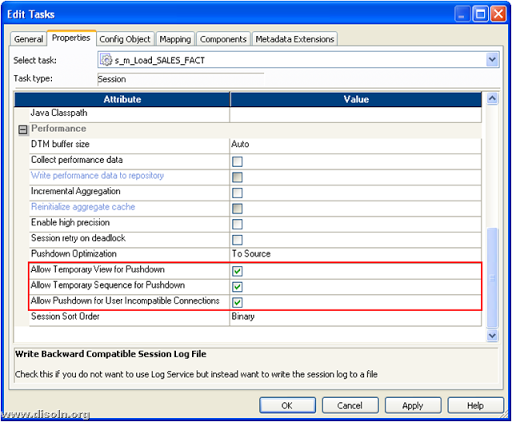 Edit Tasks
General Properties Config Object Mapping Components Metadata Extensions
Select task: s_m_Load_SALES_FACT
Task type: Session
Attribute Value
Java Classpath
Performance
DTM buffer size Auto
Collect performance data
Write performance data to repository
Incremental Aggregation
Reinitialize aggregate cache
Enable high precision
Session retry on deadlock
Pushdown Optimization To Source
Allow Temporary View for Pushdown
Allow Temporary Sequence for Pushdown
Allow Pushdown for User Incompatible Connections
Session Sort Order Binary
Write Backward Compatible Session Log File
Check this if you do not want to use Log Service but instead want to write the session log to a file
OK Cancel Apply Help
www.disoln.org